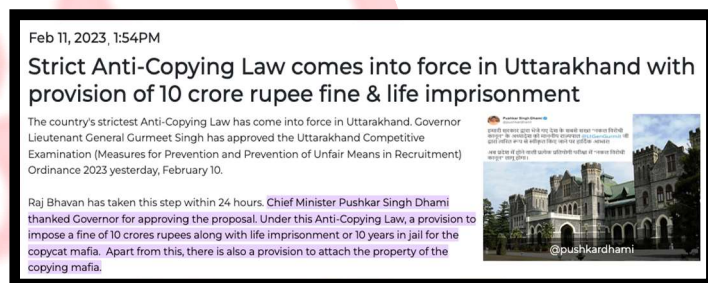 Feb 11, 2023, 1:54PM
Strict Anti-Copying Law comes into force in Uttarakhand with
provision of 10 crore rupee fine & life imprisonment
The country's strictest Anti-Copying Law has come into force in Uttarakhand. Governor
Lieutenant General Gurmeet Singh has approved the Uttarakhand Competitive
Examination (Measures for Prevention and Prevention of Unfair Means in Recruitment)
Ordinance 2023 yesterday, February 10.
Raj Bhavan has taken this step within 24 hours. Chief Minister Pushkar Singh Dhami
thanked Governor for approving the proposal. Under this Anti-Copying Law, a provision to
impose a fine of 10 crores rupees along with life imprisonment or 10 years in jail for the
copycat mafia. Apart from this, there is also a provision to attach the property of the
copying mafia.
Pushkar Singh Dhami
@pushkardhami